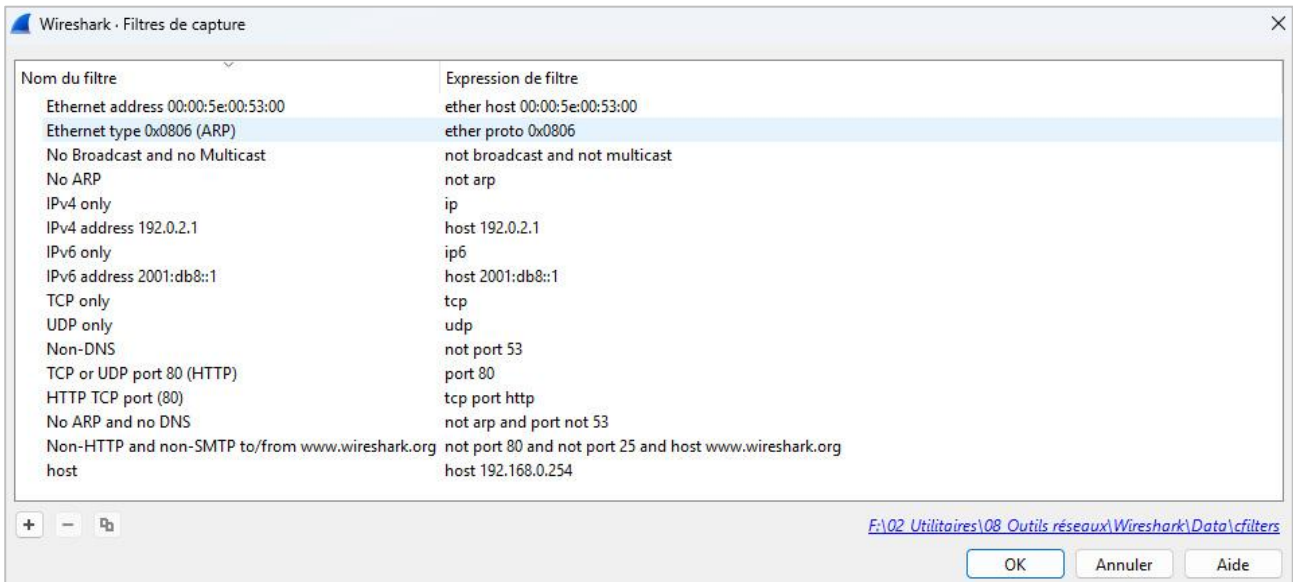 Wireshark · Filtres de capture
Nom du filtre Expression de filtre
Ethernet address 00:00:5e:00:53:00 ether host 00:00:5e:00:53:00
Ethernet type 0x0806 (ARP) ether proto 0x0806
No Broadcast and no Multicast not broadcast and not multicast
No ARP not arp
IPv4 only ip
IPv4 address 192.0.2.1 host 192.0.2.1
IPv6 only ip6
IPv6 address 2001:db8::1 host 2001:db8::1
TCP only tcp
UDP only udp
Non-DNS not port 53
TCP or UDP port 80 (HTTP) port 80
HTTP TCP port (80) tcp port http
No ARP and no DNS not arp and port not 53
Non-HTTP and non-SMTP to/from www.wireshark.org not port 80 and not port 25 and host www.wireshark.org
host host 192.168.0.254
F:\02 Utilitaires\08 Outils réseaux\Wireshark\Data\cfilters
OK Annuler Aide